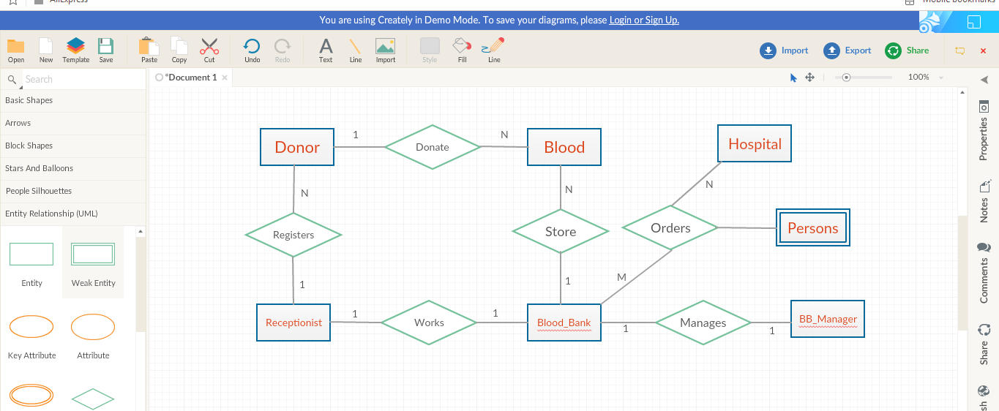 AliExpress
Mobile bookmarks
You are using Creately in Demo Mode. To save your diagrams, please Login or Sign Up.
Open New Template Save Paste Copy Cut Undo Redo Text Line Import Style Fill Line Import Export Share
Search
*Document 1
100%
Basic Shapes
Arrows
Block Shapes
Stars And Balloons
People Silhouettes
Entity Relationship (UML)
Entity
Weak Entity
Key Attribute
Attribute
Donor
1
Donate
N
Blood
Hospital
N
N
N
Registers
Store
Orders
Persons
1
1
M
Receptionist
1
Works
1
Blood_Bank
1
Manages
1
BB_Manager
Properties
Notes
Comments
Share